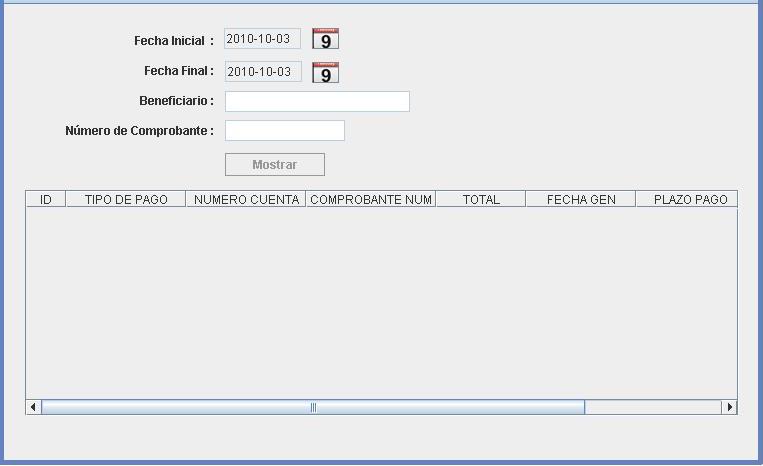 Fecha Inicial : 2010-10-03 9
Fecha Final : 2010-10-03 9
Beneficiario :
Número de Comprobante :
Mostrar
ID TIPO DE PAGO NUMERO CUENTA COMPROBANTE NUM TOTAL FECHA GEN PLAZO PAGO